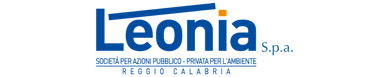 Leonia S.p.a.
SOCIETÀ PER AZIONI PUBBLICO - PRIVATA PER L'AMBIENTE
REGGIO CALABRIA